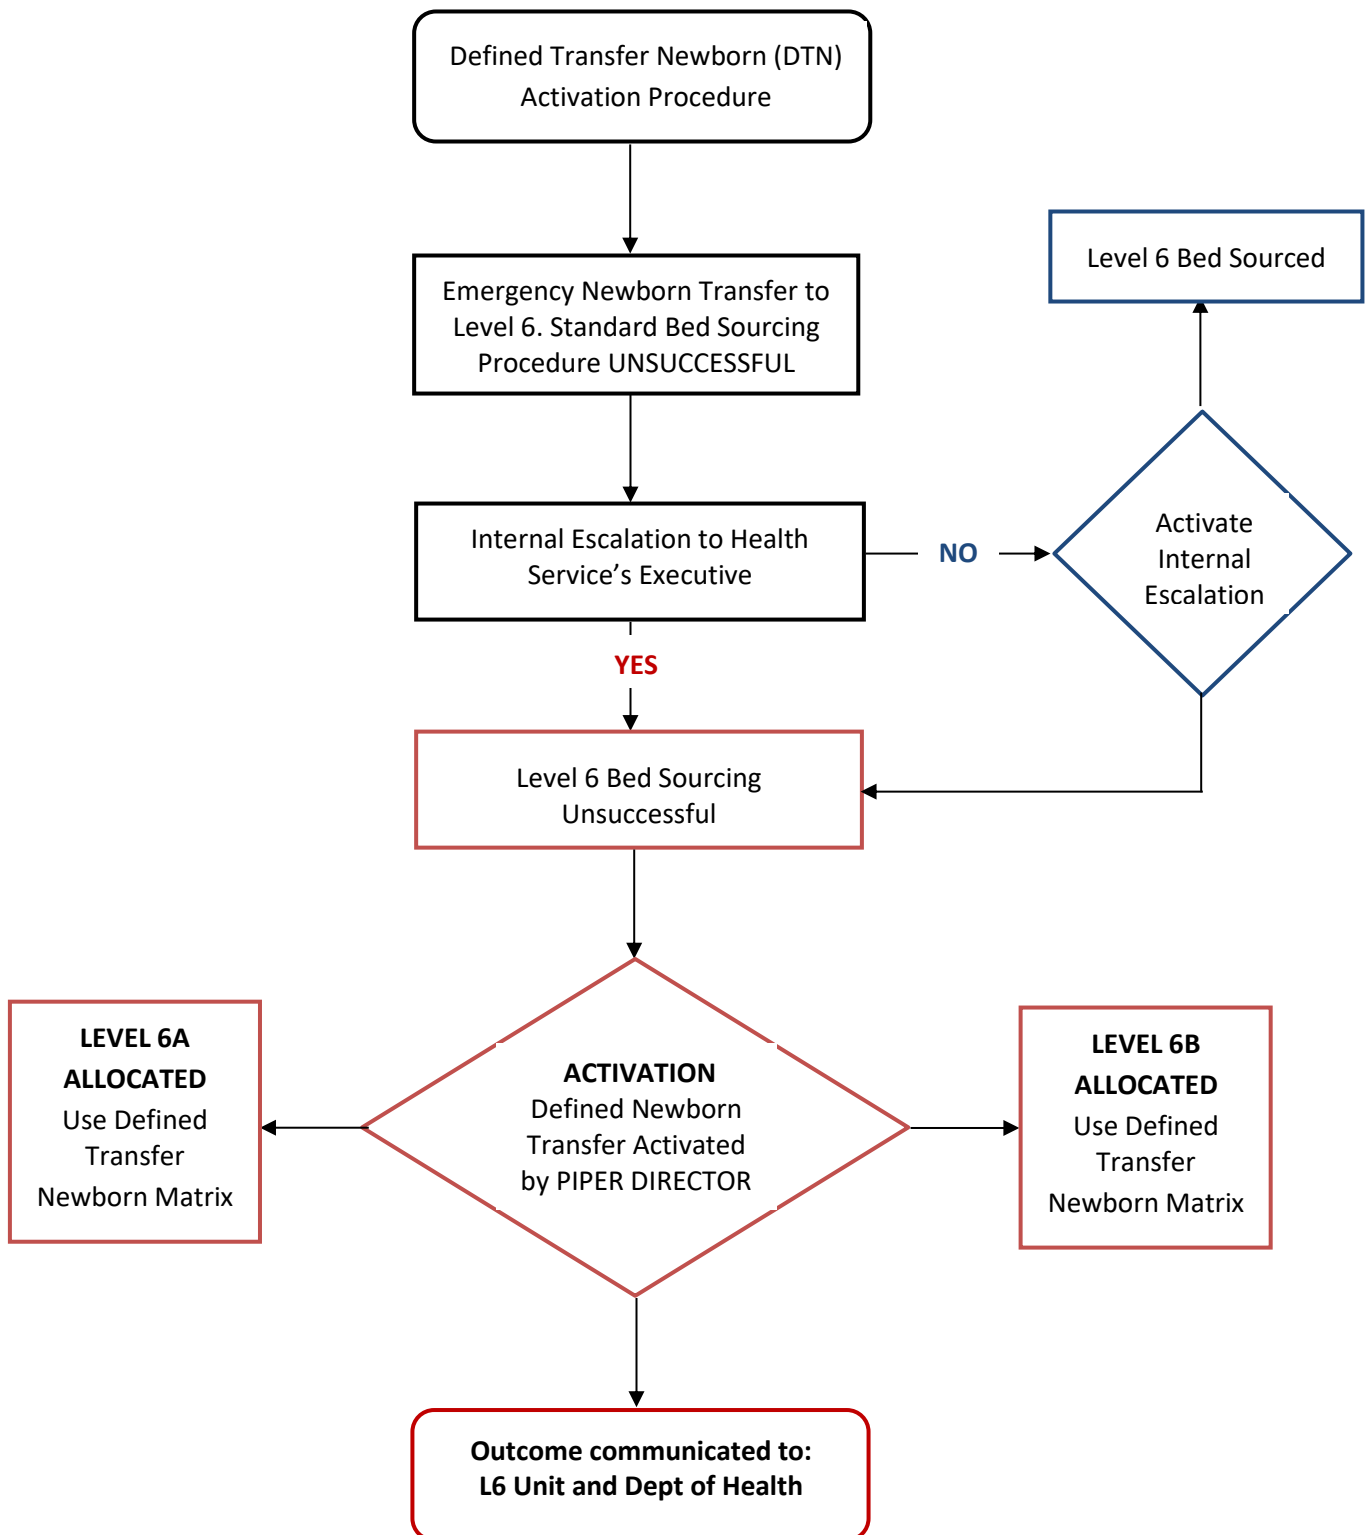 Defined Transfer Newborn (DTN)
Activation Procedure
Level 6 Bed Sourced
Emergency Newborn Transfer to
Level 6. Standard Bed Sourcing
Procedure UNSUCCESSFUL
Internal Escalation to Health
Service’s Executive
NO
Activate
Internal
Escalation
YES
Level 6 Bed Sourcing
Unsuccessful
LEVEL 6A
ALLOCATED
Use Defined
Transfer
Newborn Matrix
ACTIVATION
Defined Newborn
Transfer Activated
by PIPER DIRECTOR
LEVEL 6B
ALLOCATED
Use Defined
Transfer
Newborn Matrix
Outcome communicated to:
L6 Unit and Dept of Health